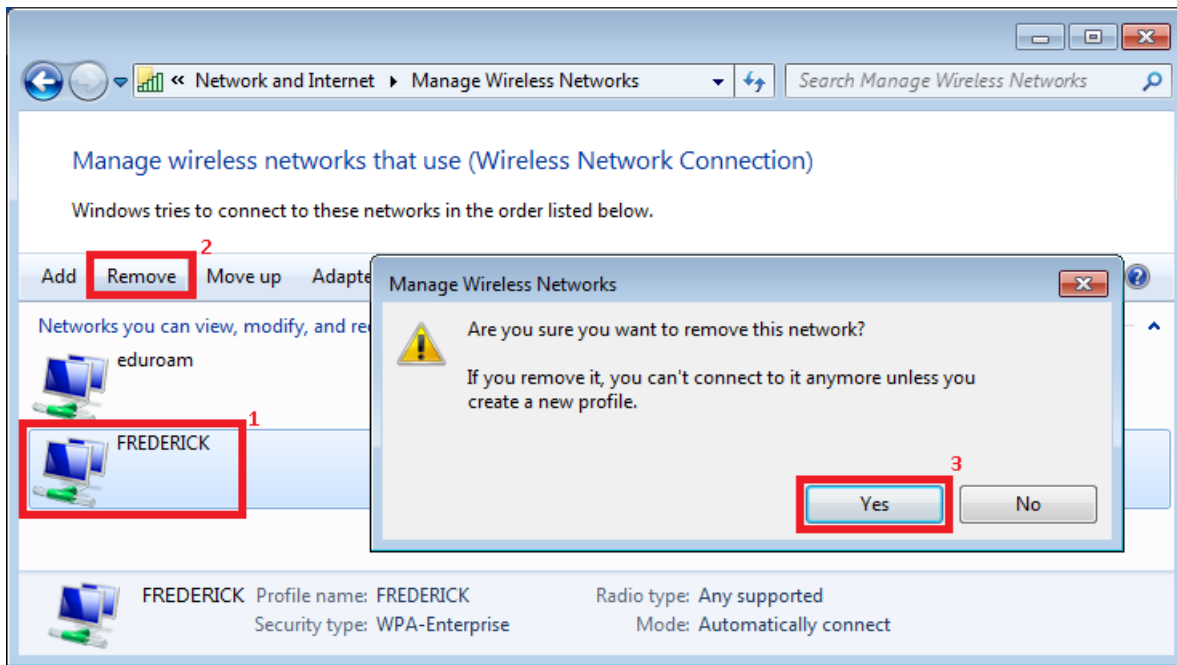 « Network and Internet ▸ Manage Wireless Networks
Search Manage Wireless Networks
Manage wireless networks that use (Wireless Network Connection)
Windows tries to connect to these networks in the order listed below.
2
Add Remove Move up Adapte
Manage Wireless Networks
Networks you can view, modify, and re
Are you sure you want to remove this network?
If you remove it, you can't connect to it anymore unless you
create a new profile.
eduroam
1
FREDERICK
3
Yes No
FREDERICK Profile name: FREDERICK Radio type: Any supported
Security type: WPA-Enterprise Mode: Automatically connect